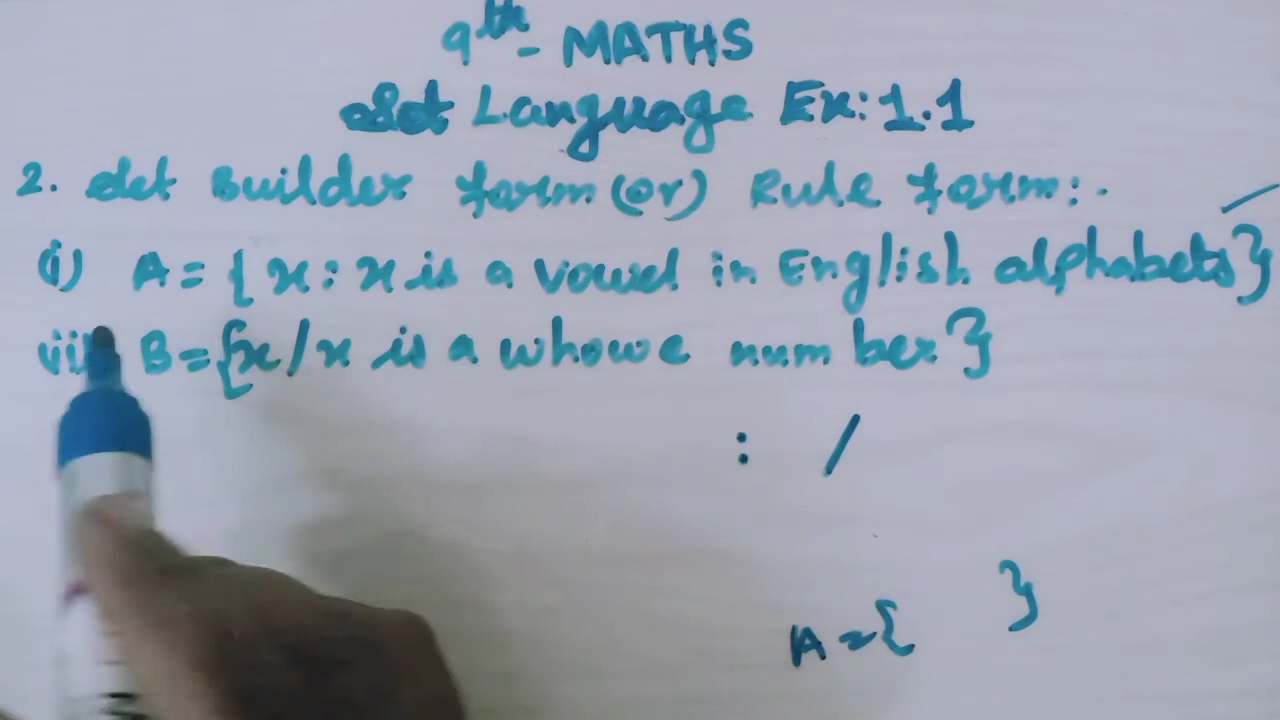 9th - MATHS
Set Language Ex: 1.1
2. Set Builder form (or) Rule form:-
(i) A = { x : x is a vowel in English alphabets }
B = { x / x is a whowe number }
: /
A = { }